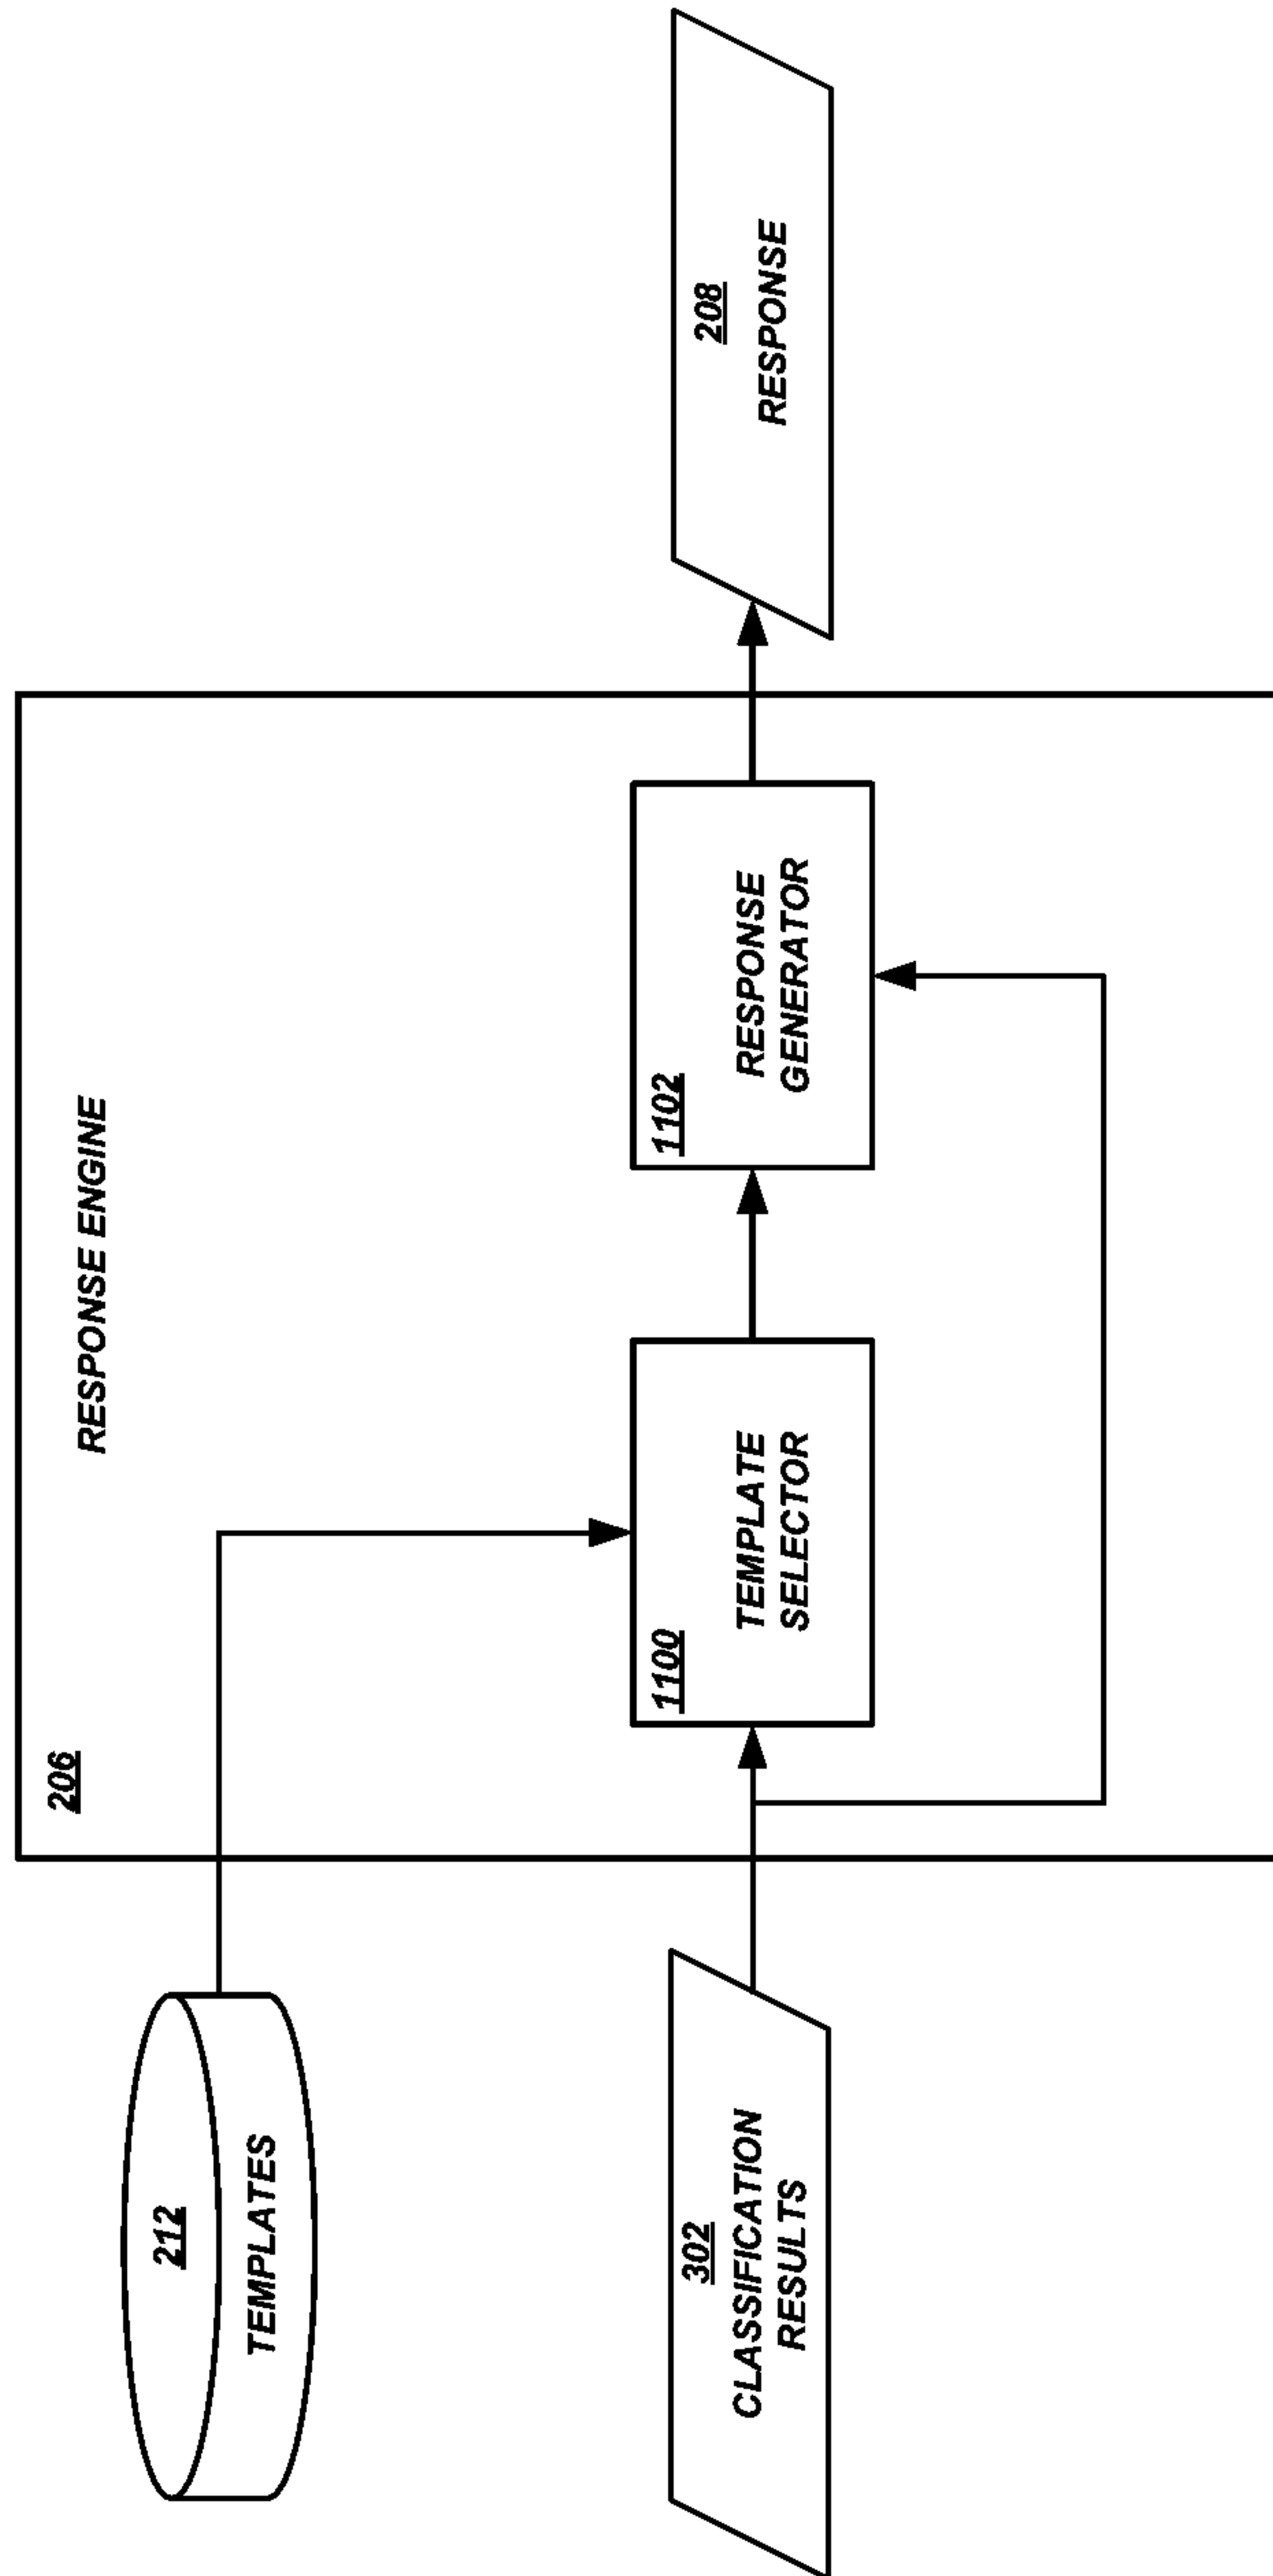 206
RESPONSE ENGINE
212
TEMPLATES
302
CLASSIFICATION
RESULTS
1100
TEMPLATE
SELECTOR
1102
RESPONSE
GENERATOR
208
RESPONSE